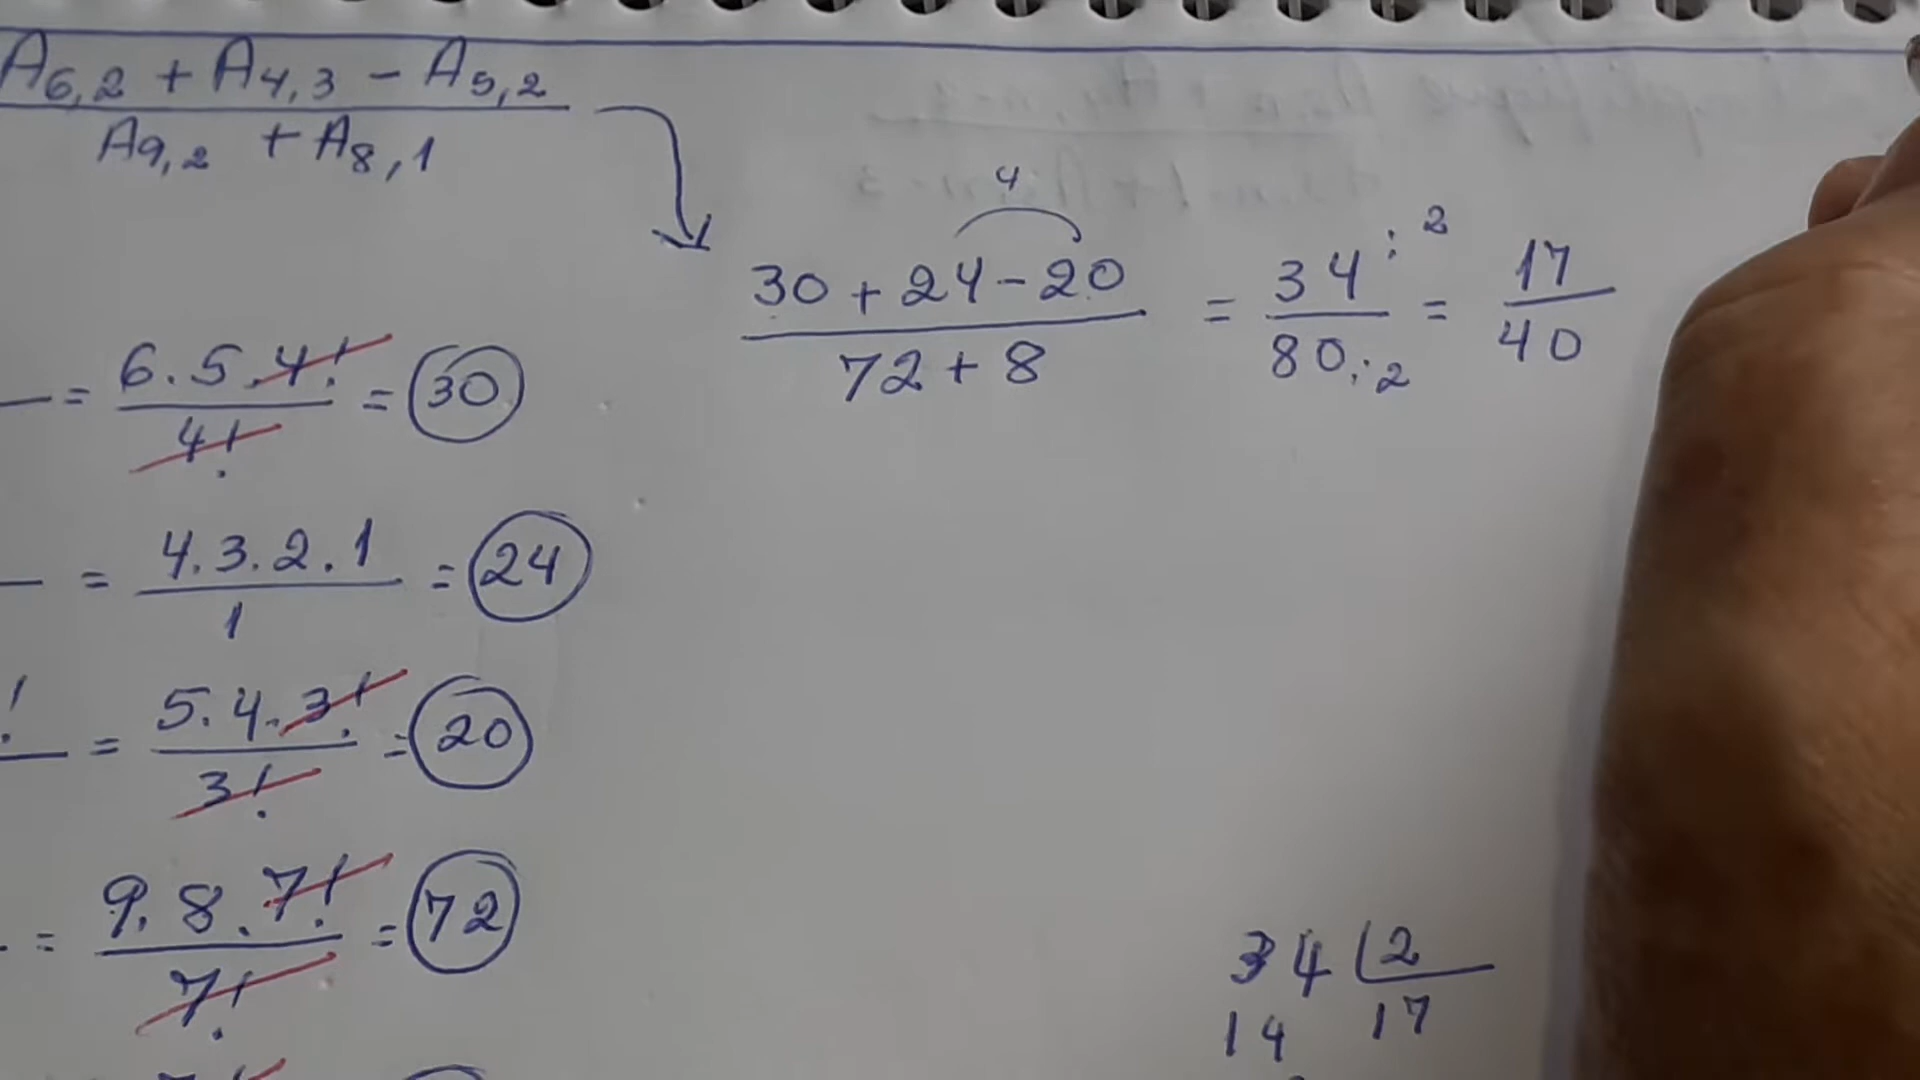 A6,2 + A4,3 − A5,2
A9,2 + A8,1
4
30 + 24 − 20 = 34 : 2 = 17
72 + 8 80 : 2 40
= 6.5.4! = 30
4!
= 4.3.2.1 = 24
1
! = 5.4.3! = 20
3!
= 9.8.7! = 72
7!
34 2
14 17